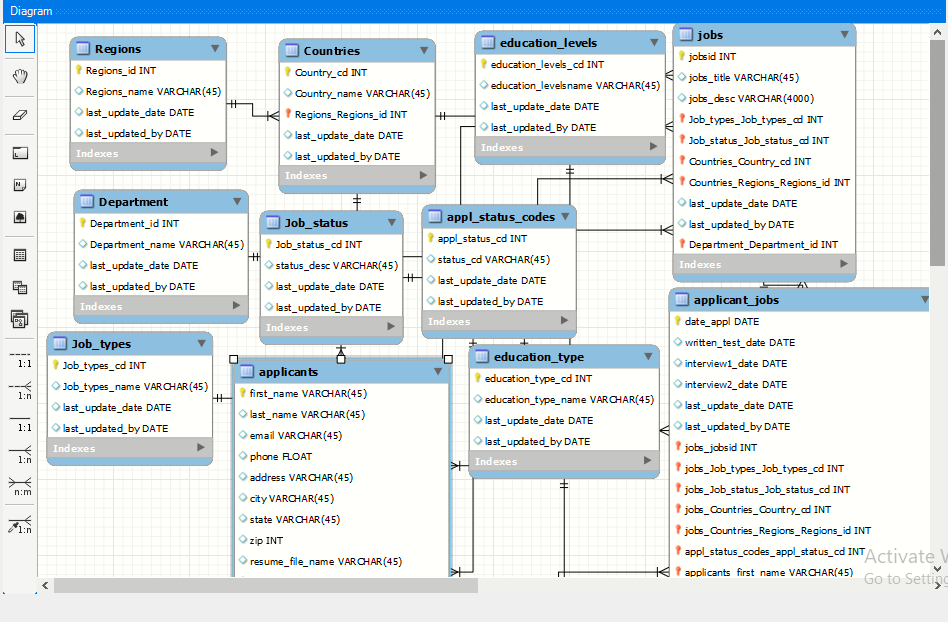 Diagram
Regions
Regions_id INT
Regions_name VARCHAR(45)
last_update_date DATE
last_updated_by DATE
Indexes
Countries
Country_cd INT
Country_name VARCHAR(45)
Regions_Regions_id INT
last_update_date DATE
last_updated_by DATE
Indexes
education_levels
education_levels_cd INT
education_levelsname VARCHAR(45)
last_update_date DATE
last_updated_By DATE
Indexes
jobs
jobsid INT
jobs_title VARCHAR(45)
jobs_desc VARCHAR(4000)
Job_types_Job_types_cd INT
Job_status_Job_status_cd INT
Countries_Country_cd INT
Countries_Regions_Regions_id INT
last_update_date DATE
last_updated_by DATE
Department_Department_id INT
Indexes
Department
Department_id INT
Department_name VARCHAR(45)
last_update_date DATE
last_updated_by DATE
Indexes
Job_status
Job_status_cd INT
status_desc VARCHAR(45)
last_update_date DATE
last_updated_by DATE
Indexes
appl_status_codes
appl_status_cd INT
status_cd VARCHAR(45)
last_update_date DATE
last_updated_by DATE
Indexes
Job_types
Job_types_cd INT
Job_types_name VARCHAR(45)
last_update_date DATE
last_updated_by DATE
Indexes
applicants
first_name VARCHAR(45)
last_name VARCHAR(45)
email VARCHAR(45)
phone FLOAT
address VARCHAR(45)
city VARCHAR(45)
state VARCHAR(45)
zip INT
resume_file_name VARCHAR(45)
education_type
education_type_cd INT
education_type_name VARCHAR(45)
last_update_date DATE
last_updated_by DATE
Indexes
applicant_jobs
date_appl DATE
written_test_date DATE
interview1_date DATE
interview2_date DATE
last_update_date DATE
last_updated_by DATE
jobs_jobsid INT
jobs_Job_types_Job_types_cd INT
jobs_Job_status_Job_status_cd INT
jobs_Countries_Country_cd INT
jobs_Countries_Regions_Regions_id INT
appl_status_codes_appl_status_cd INT
applicants_first_name VARCHAR(45)
1:1
1:n
1:1
1:n
n:m
1:n
Activate
Go to Setting